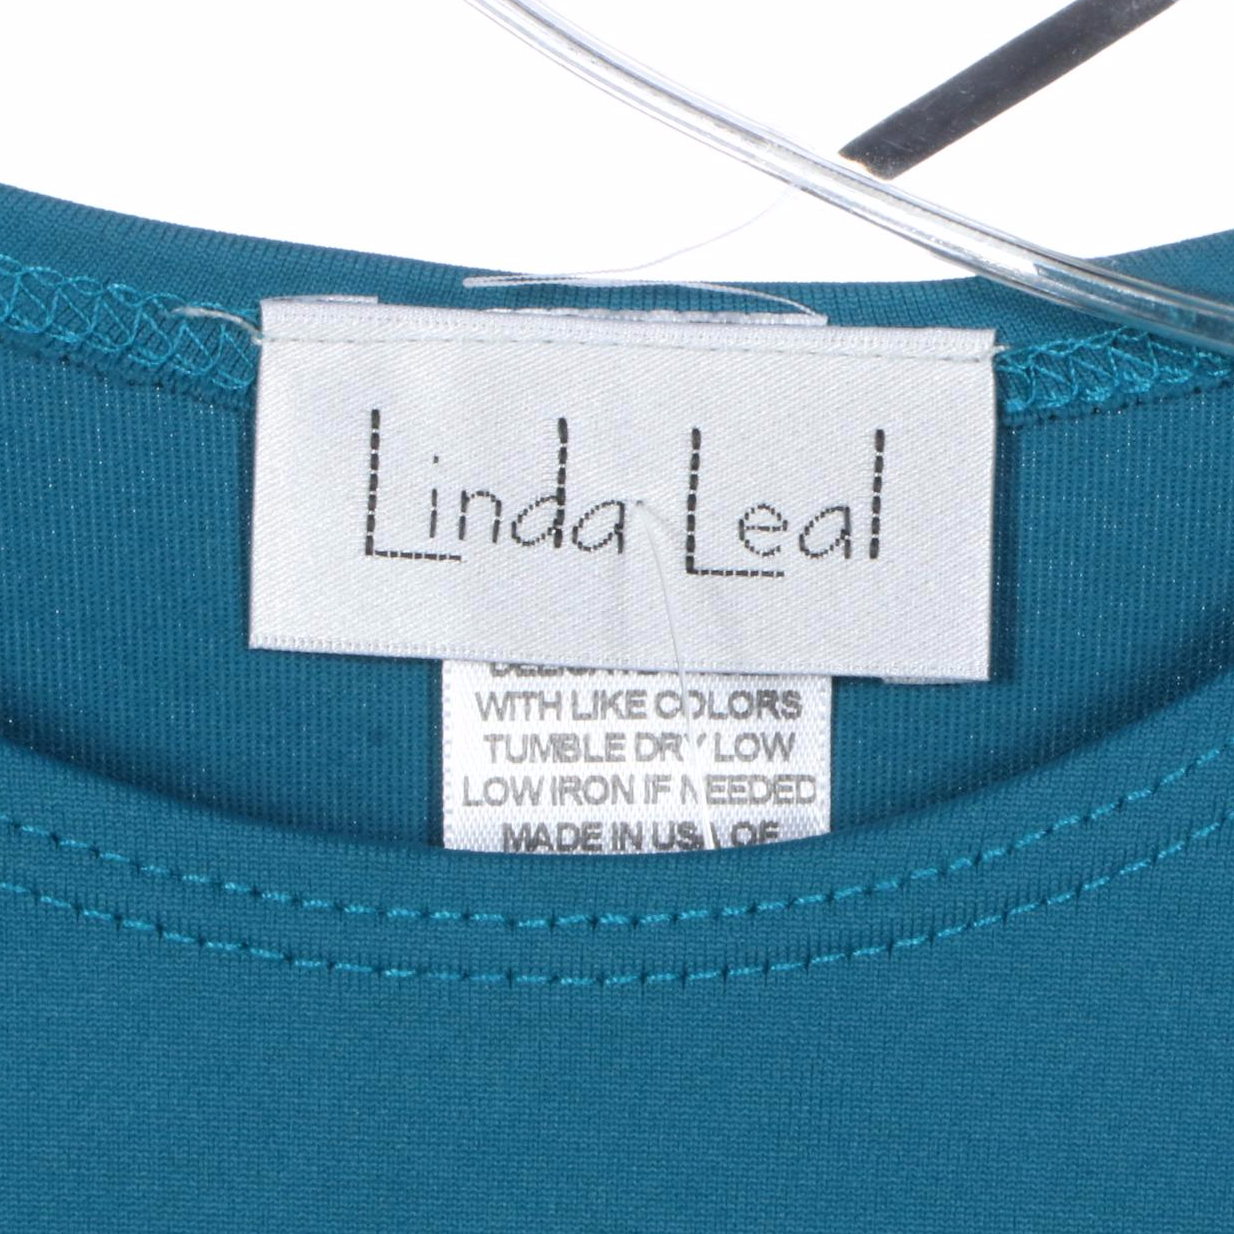 Linda Leal
WITH LIKE COLORS
TUMBLE DRY LOW
LOW IRON IF NEEDED
MADE IN USA OF